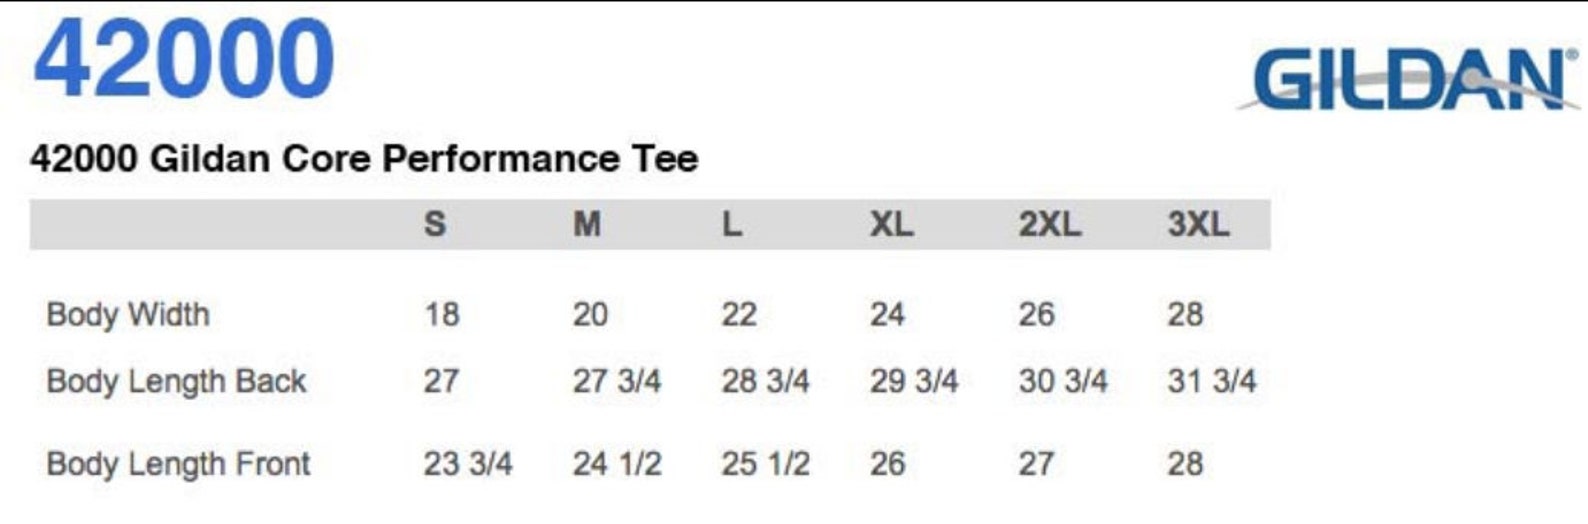 42000
GILDAN®
42000 Gildan Core Performance Tee
S M L XL 2XL 3XL
Body Width 18 20 22 24 26 28
Body Length Back 27 27 3/4 28 3/4 29 3/4 30 3/4 31 3/4
Body Length Front 23 3/4 24 1/2 25 1/2 26 27 28